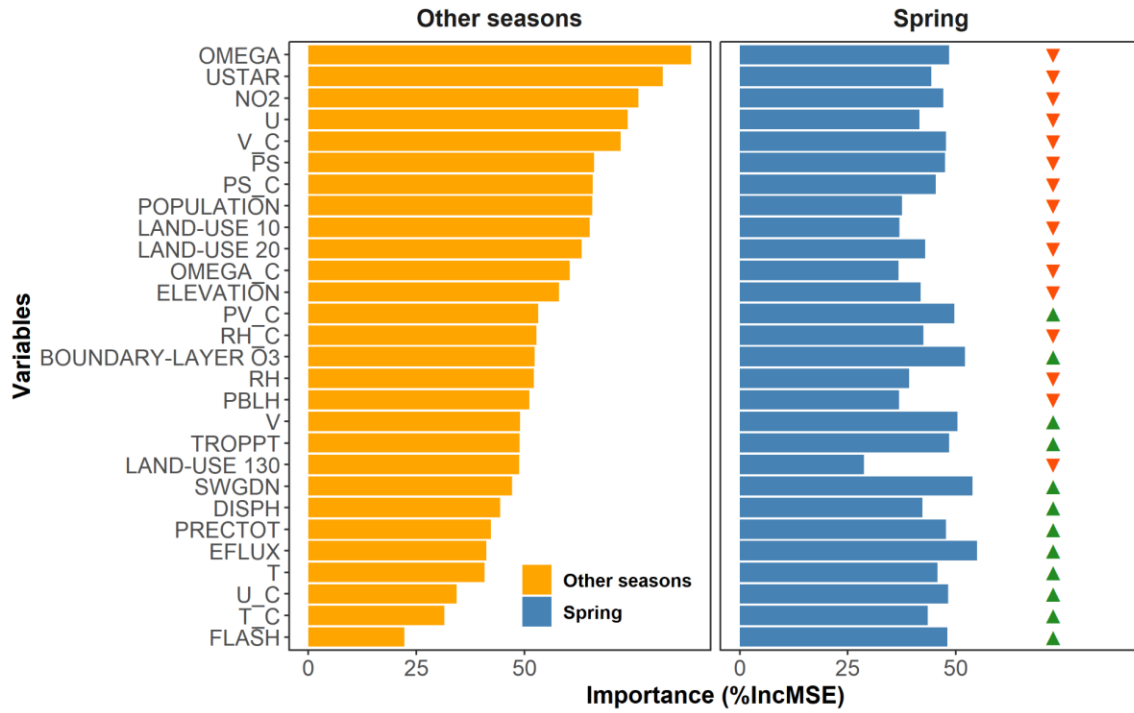 Other seasons
Spring
Variables
OMEGA
USTAR
NO2
U
V_C
PS
PS_C
POPULATION
LAND-USE 10
LAND-USE 20
OMEGA_C
ELEVATION
PV_C
RH_C
BOUNDARY-LAYER O3
RH
PBLH
V
TROPPT
LAND-USE 130
SWGDN
DISPH
PRECTOT
EFLUX
T
U_C
T_C
FLASH
Other seasons
Spring
0 25 50 0 25 50
Importance (%IncMSE)